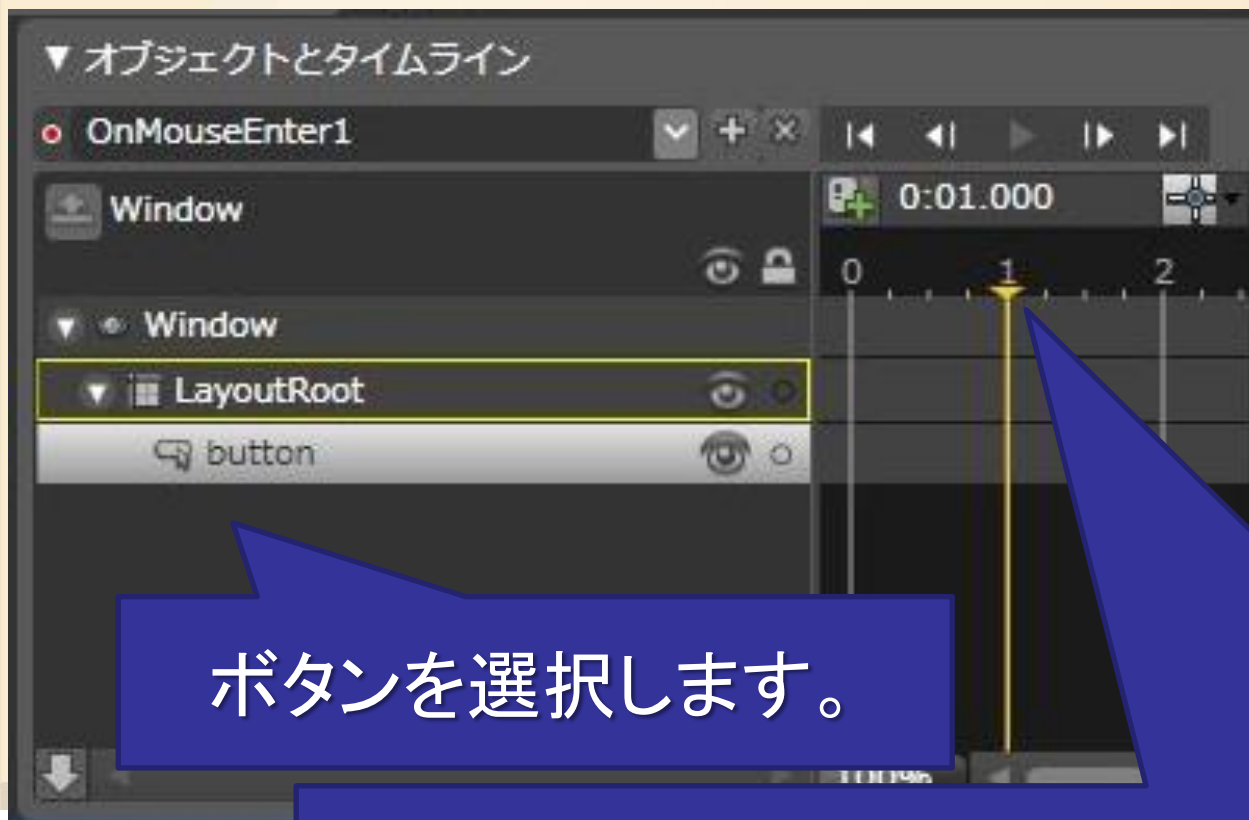 ▼ オブジェクトとタイムライン
OnMouseEnter1
Window
0:01.000
0 1 2
Window
LayoutRoot
button
ボタンを選択します。
100%